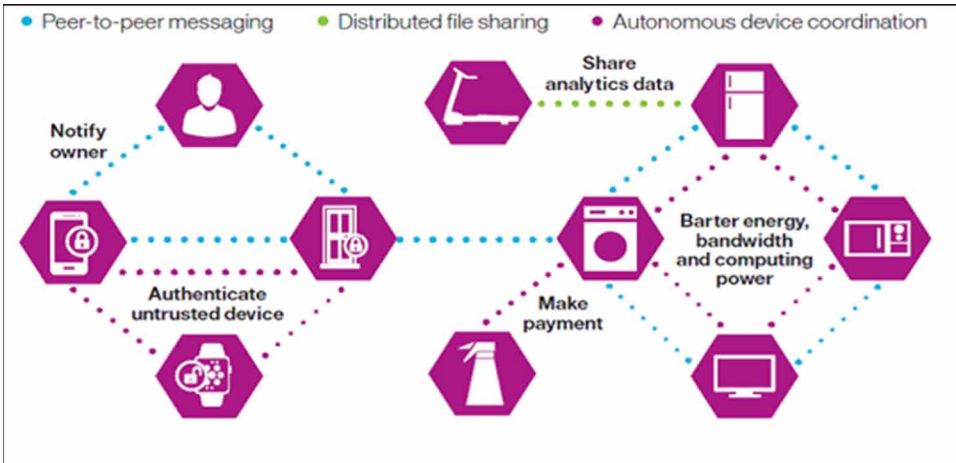 Peer-to-peer messaging
Distributed file sharing
Autonomous device coordination
Share
analytics data
Notify
owner
Barter energy,
bandwidth
and computing
power
Authenticate
untrusted device
Make
payment